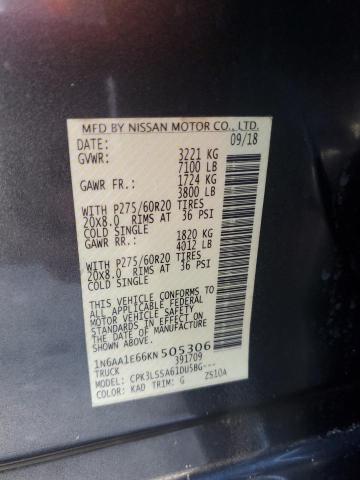 MFD BY NISSAN MOTOR CO., LTD.
DATE: 09/18
GVWR: 3221 KG
7100 LB
GAWR FR.: 1724 KG
3800 LB
WITH P275/60R20 TIRES
20X8.0 RIMS AT 36 PSI
COLD SINGLE
GAWR RR.: 1820 KG
4012 LB
WITH P275/60R20 TIRES
20X8.0 RIMS AT 36 PSI
COLD SINGLE
THIS VEHICLE CONFORMS TO
ALL APPLICABLE FEDERAL
MOTOR VEHICLE SAFETY
STANDARDS IN EFFECT ON
THE DATE OF MANUFACTURE
SHOWN ABOVE.
1N6AA1E66KN505306
TRUCK 391709
MODEL: CPK3LSSA61DU5BG---
COLOR: KAD TRIM: G ZS10A